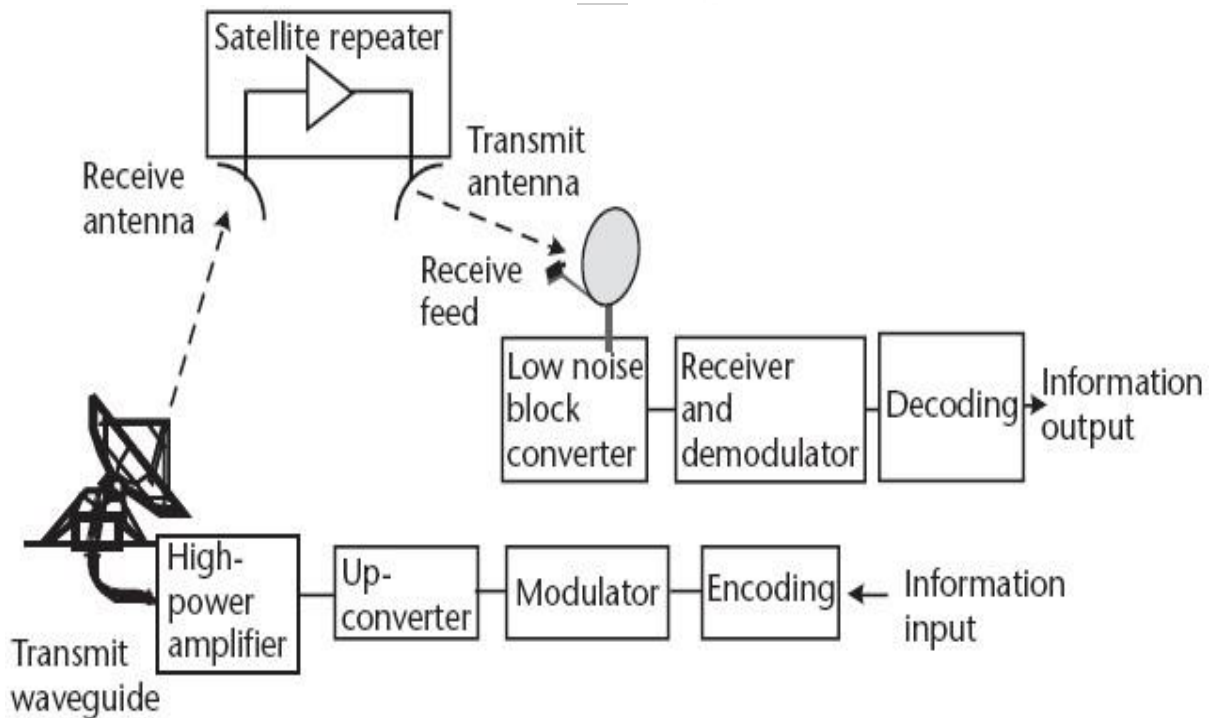 Satellite repeater
Transmit
antenna
Receive
antenna
Receive
feed
Low noise
block
converter
Receiver
and
demodulator
Decoding
Information
output
High-
power
amplifier
Up-
converter
Modulator
Encoding
Information
input
Transmit
waveguide